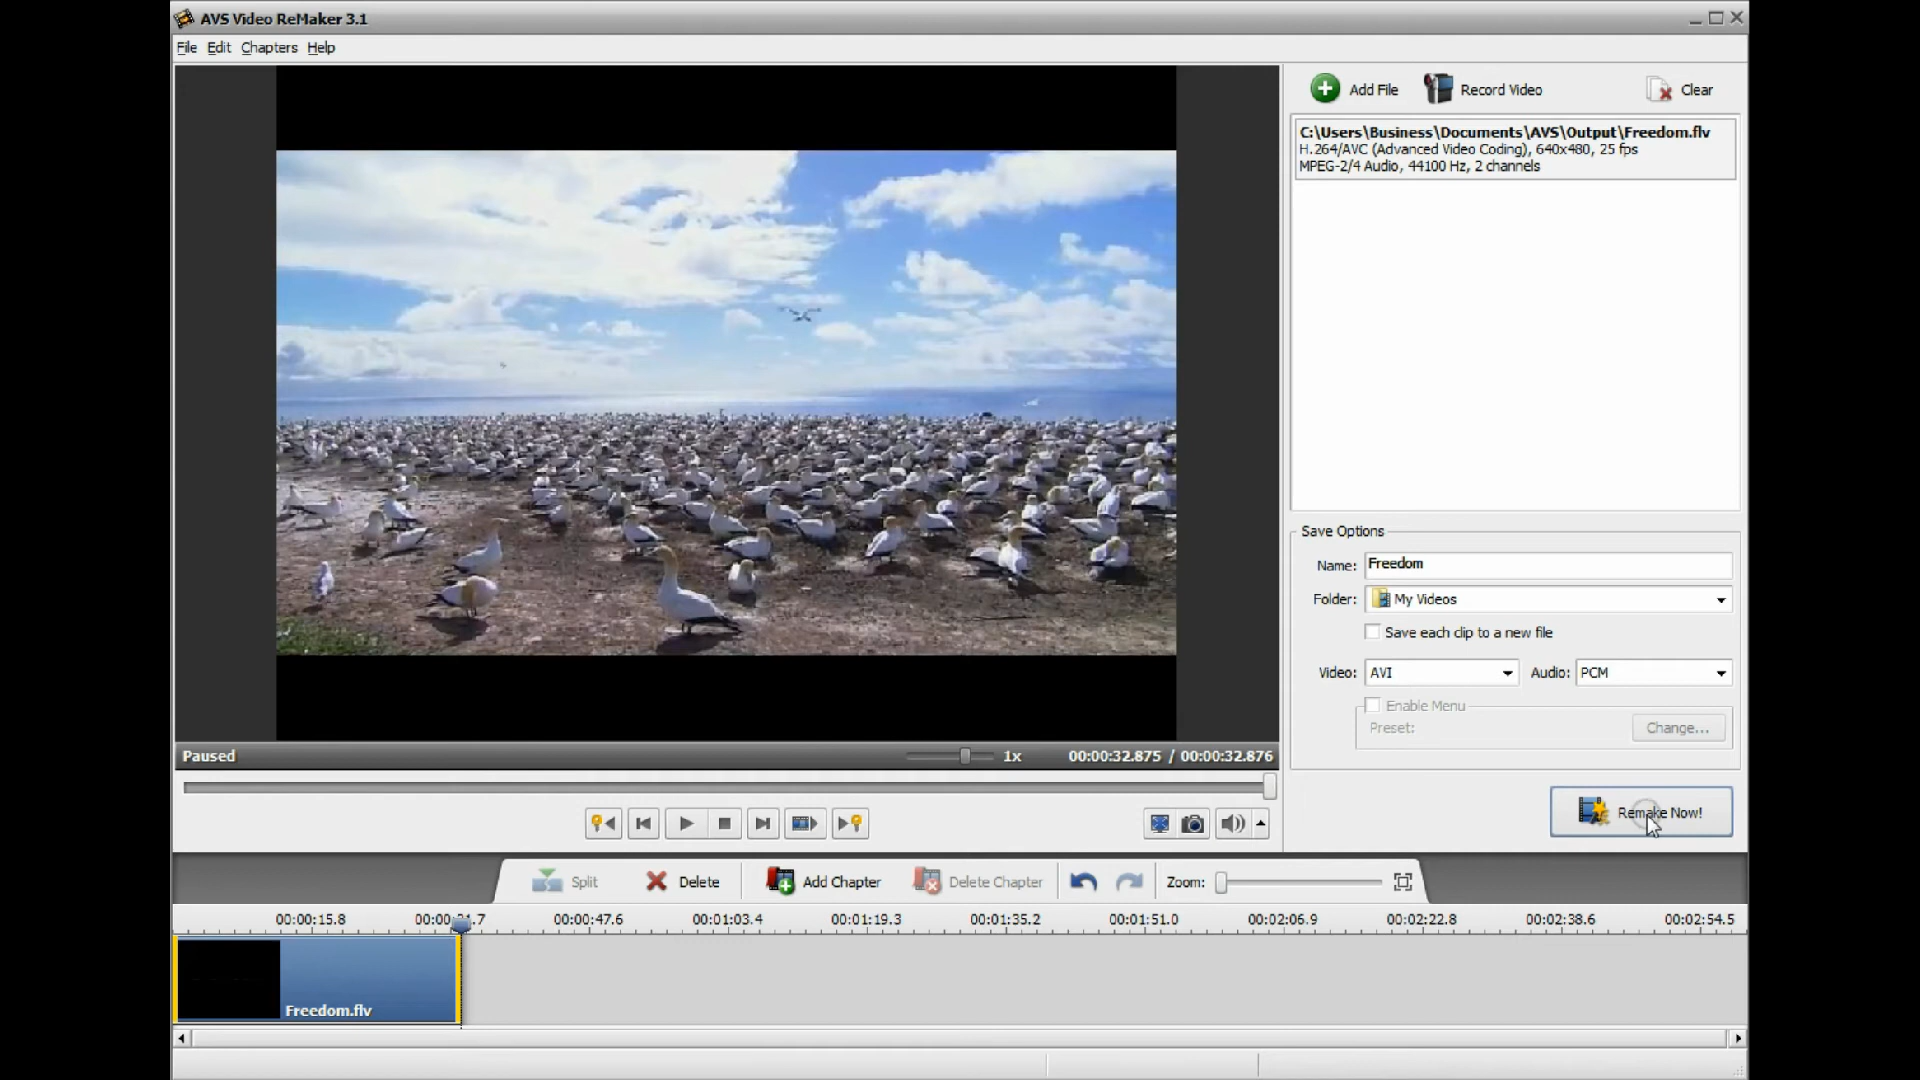 AVS Video ReMaker 3.1
File Edit Chapters Help
Add File Record Video Clear
C:\Users\Business\Documents\AVS\Output\Freedom.flv
H.264/AVC (Advanced Video Coding), 640x480, 25 fps
MPEG-2/4 Audio, 44100 Hz, 2 channels
Save Options
Name: Freedom
Folder: My Videos
Save each clip to a new file
Video: AVI Audio: PCM
Enable Menu
Preset: Change...
Paused 1x 00:00:32.875 / 00:00:32.876
Remake Now!
Split Delete Add Chapter Delete Chapter Zoom:
00:00:15.8 00:00:31.7 00:00:47.6 00:01:03.4 00:01:19.3 00:01:35.2 00:01:51.0 00:02:06.9 00:02:22.8 00:02:38.6 00:02:54.5
Freedom.flv